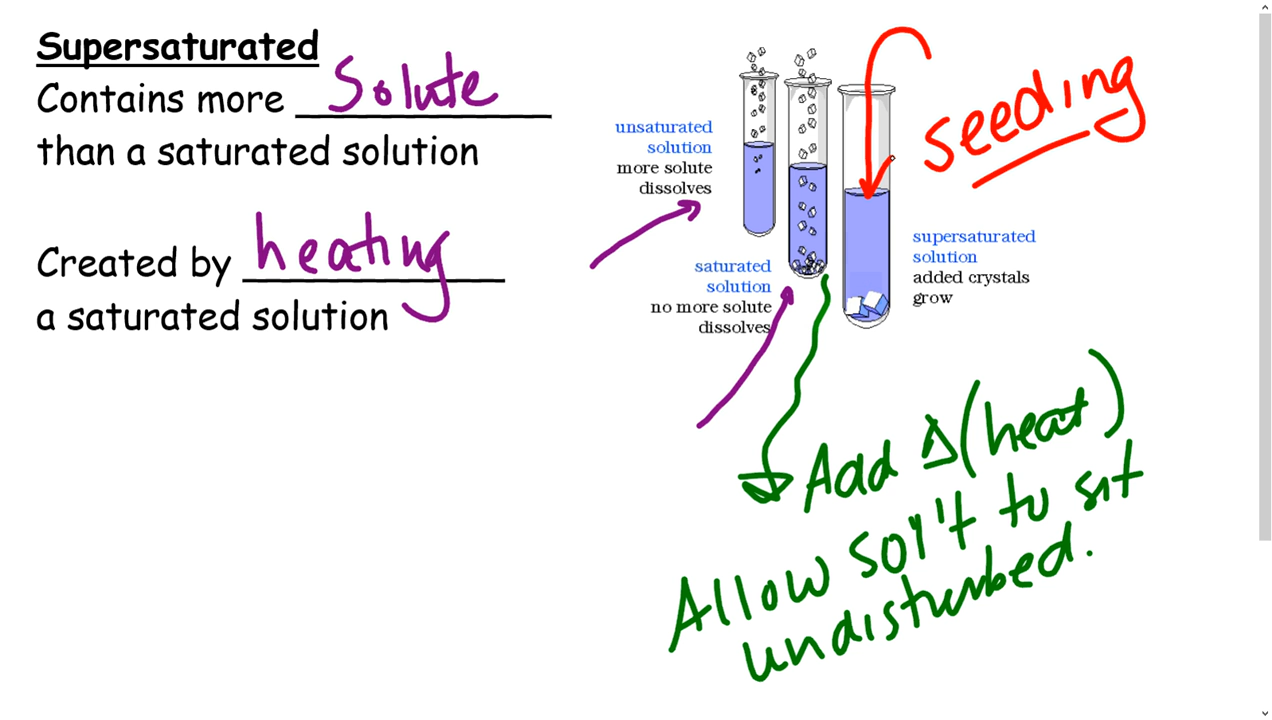 Supersaturated
Contains more Solute
than a saturated solution
Created by heating
a saturated solution
unsaturated
solution
more solute
dissolves
saturated
solution
no more solute
dissolves
supersaturated
solution
added crystals
grow
seeding
Add Δ (heat)
Allow sol't to sit
undisturbed.